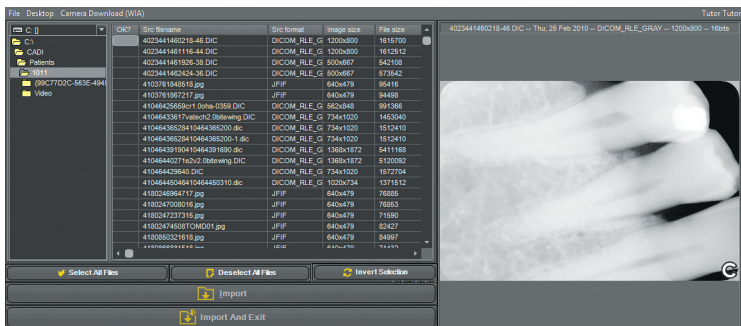 File Desktop Camera Download (WIA) Tutor Tutor
C: []
C:\
CADI
Patients
1011
{99C77D2C-563E-494
Video
OK? Src filename Src format Image size File size
4023441460218-46.DIC DICOM_RLE_G 1200x800 1615700
4023441461116-44.DIC DICOM_RLE_G 1200x800 1612512
4023441461926-38.DIC DICOM_RLE_G 500x667 542108
4023441462424-36.DIC DICOM_RLE_G 500x667 573542
4103761848518.jpg JFIF 640x479 95416
4103761867217.jpg JFIF 640x479 94498
41046425659cr1.0oha-0359.DIC DICOM_RLE_G 562x848 991366
41046433617vatech2.0bitewing.DIC DICOM_RLE_G 734x1020 1453040
41046436528410464365200.dic DICOM_RLE_G 734x1020 1512410
41046436528410464365200-1.dic DICOM_RLE_G 734x1020 1512410
41046439190410464391690.dic DICOM_RLE_G 1368x1872 5411168
41046440271e2v2.0bitewing.DIC DICOM_RLE_G 1368x1872 5120092
410464429640.DIC DICOM_RLE_G 734x1020 1572704
41046445046410464450310.dic DICOM_RLE_G 1020x734 1371512
4180246964717.jpg JFIF 640x479 76885
4180247008016.jpg JFIF 640x479 76853
4180247237315.jpg JFIF 640x479 71590
41802474508TOMD01.jpg JFIF 640x479 82427
4180850321618.jpg JFIF 640x479 84997
Select All Files Deselect All Files Invert Selection
Import
Import And Exit
4023441460218-46.DIC -- Thu, 25 Feb 2010 -- DICOM_RLE_GRAY -- 1200x800 -- 16bits
C